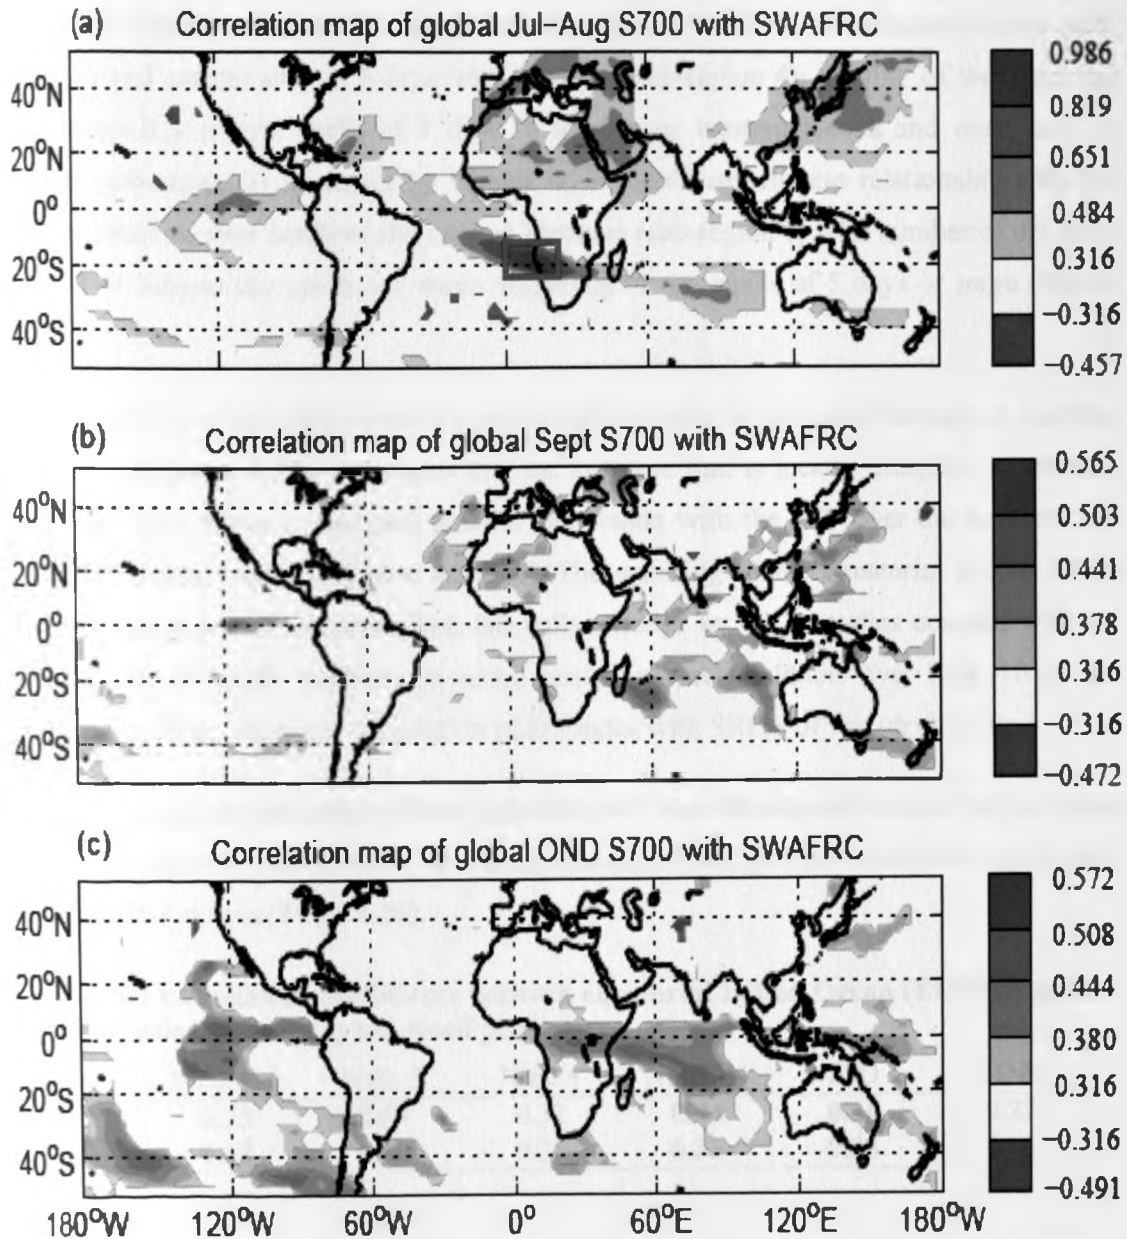 (a) Correlation map of global Jul–Aug S700 with SWAFRC
40°N
20°N
0°
20°S
40°S
0.986
0.819
0.651
0.484
0.316
−0.316
−0.457
(b) Correlation map of global Sept S700 with SWAFRC
40°N
20°N
0°
20°S
40°S
0.565
0.503
0.441
0.378
0.316
−0.316
−0.472
(c) Correlation map of global OND S700 with SWAFRC
40°N
20°N
0°
20°S
40°S
0.572
0.508
0.444
0.380
0.316
−0.316
−0.491
180°W 120°W 60°W 0° 60°E 120°E 180°W